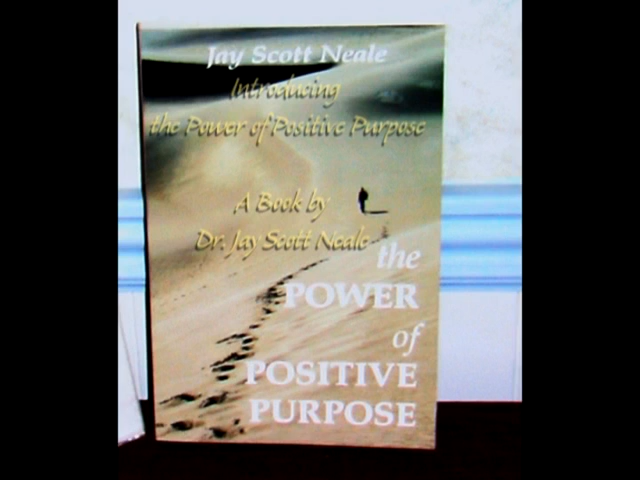 Jay Scott Neale
Introducing
the Power of Positive Purpose
A Book by
Dr. Jay Scott Neale
the
POWER
of
POSITIVE
PURPOSE